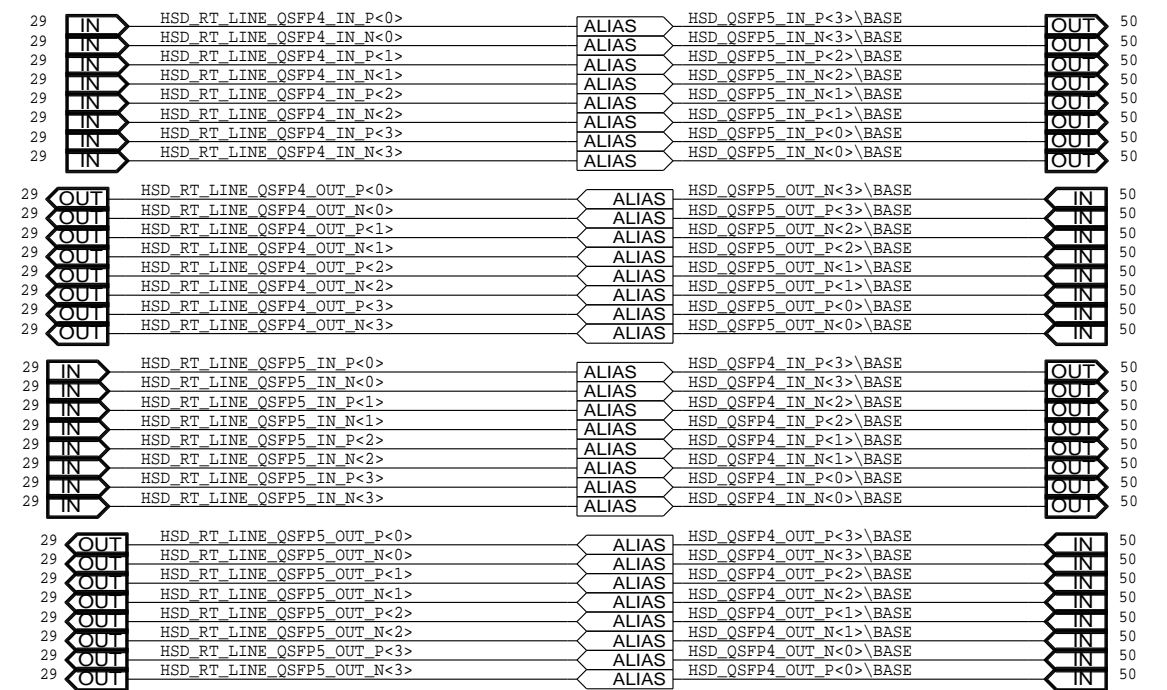 29 IN HSD_RT_LINE_QSFP4_IN_P<0> ALIAS HSD_QSFP5_IN_P<3>\BASE OUT 50
29 IN HSD_RT_LINE_QSFP4_IN_N<0> ALIAS HSD_QSFP5_IN_N<3>\BASE OUT 50
29 IN HSD_RT_LINE_QSFP4_IN_P<1> ALIAS HSD_QSFP5_IN_P<2>\BASE OUT 50
29 IN HSD_RT_LINE_QSFP4_IN_N<1> ALIAS HSD_QSFP5_IN_N<2>\BASE OUT 50
29 IN HSD_RT_LINE_QSFP4_IN_P<2> ALIAS HSD_QSFP5_IN_N<1>\BASE OUT 50
29 IN HSD_RT_LINE_QSFP4_IN_N<2> ALIAS HSD_QSFP5_IN_P<1>\BASE OUT 50
29 IN HSD_RT_LINE_QSFP4_IN_P<3> ALIAS HSD_QSFP5_IN_P<0>\BASE OUT 50
29 IN HSD_RT_LINE_QSFP4_IN_N<3> ALIAS HSD_QSFP5_IN_N<0>\BASE OUT 50
29 OUT HSD_RT_LINE_QSFP4_OUT_P<0> ALIAS HSD_QSFP5_OUT_N<3>\BASE IN 50
29 OUT HSD_RT_LINE_QSFP4_OUT_N<0> ALIAS HSD_QSFP5_OUT_P<3>\BASE IN 50
29 OUT HSD_RT_LINE_QSFP4_OUT_P<1> ALIAS HSD_QSFP5_OUT_N<2>\BASE IN 50
29 OUT HSD_RT_LINE_QSFP4_OUT_N<1> ALIAS HSD_QSFP5_OUT_P<2>\BASE IN 50
29 OUT HSD_RT_LINE_QSFP4_OUT_P<2> ALIAS HSD_QSFP5_OUT_N<1>\BASE IN 50
29 OUT HSD_RT_LINE_QSFP4_OUT_N<2> ALIAS HSD_QSFP5_OUT_P<1>\BASE IN 50
29 OUT HSD_RT_LINE_QSFP4_OUT_P<3> ALIAS HSD_QSFP5_OUT_P<0>\BASE IN 50
29 OUT HSD_RT_LINE_QSFP4_OUT_N<3> ALIAS HSD_QSFP5_OUT_N<0>\BASE IN 50
29 IN HSD_RT_LINE_QSFP5_IN_P<0> ALIAS HSD_QSFP4_IN_P<3>\BASE OUT 50
29 IN HSD_RT_LINE_QSFP5_IN_N<0> ALIAS HSD_QSFP4_IN_N<3>\BASE OUT 50
29 IN HSD_RT_LINE_QSFP5_IN_P<1> ALIAS HSD_QSFP4_IN_N<2>\BASE OUT 50
29 IN HSD_RT_LINE_QSFP5_IN_N<1> ALIAS HSD_QSFP4_IN_P<2>\BASE OUT 50
29 IN HSD_RT_LINE_QSFP5_IN_P<2> ALIAS HSD_QSFP4_IN_P<1>\BASE OUT 50
29 IN HSD_RT_LINE_QSFP5_IN_N<2> ALIAS HSD_QSFP4_IN_N<1>\BASE OUT 50
29 IN HSD_RT_LINE_QSFP5_IN_P<3> ALIAS HSD_QSFP4_IN_P<0>\BASE OUT 50
29 IN HSD_RT_LINE_QSFP5_IN_N<3> ALIAS HSD_QSFP4_IN_N<0>\BASE OUT 50
29 OUT HSD_RT_LINE_QSFP5_OUT_P<0> ALIAS HSD_QSFP4_OUT_P<3>\BASE IN 50
29 OUT HSD_RT_LINE_QSFP5_OUT_N<0> ALIAS HSD_QSFP4_OUT_N<3>\BASE IN 50
29 OUT HSD_RT_LINE_QSFP5_OUT_P<1> ALIAS HSD_QSFP4_OUT_P<2>\BASE IN 50
29 OUT HSD_RT_LINE_QSFP5_OUT_N<1> ALIAS HSD_QSFP4_OUT_N<2>\BASE IN 50
29 OUT HSD_RT_LINE_QSFP5_OUT_P<2> ALIAS HSD_QSFP4_OUT_P<1>\BASE IN 50
29 OUT HSD_RT_LINE_QSFP5_OUT_N<2> ALIAS HSD_QSFP4_OUT_N<1>\BASE IN 50
29 OUT HSD_RT_LINE_QSFP5_OUT_P<3> ALIAS HSD_QSFP4_OUT_N<0>\BASE IN 50
29 OUT HSD_RT_LINE_QSFP5_OUT_N<3> ALIAS HSD_QSFP4_OUT_P<0>\BASE IN 50